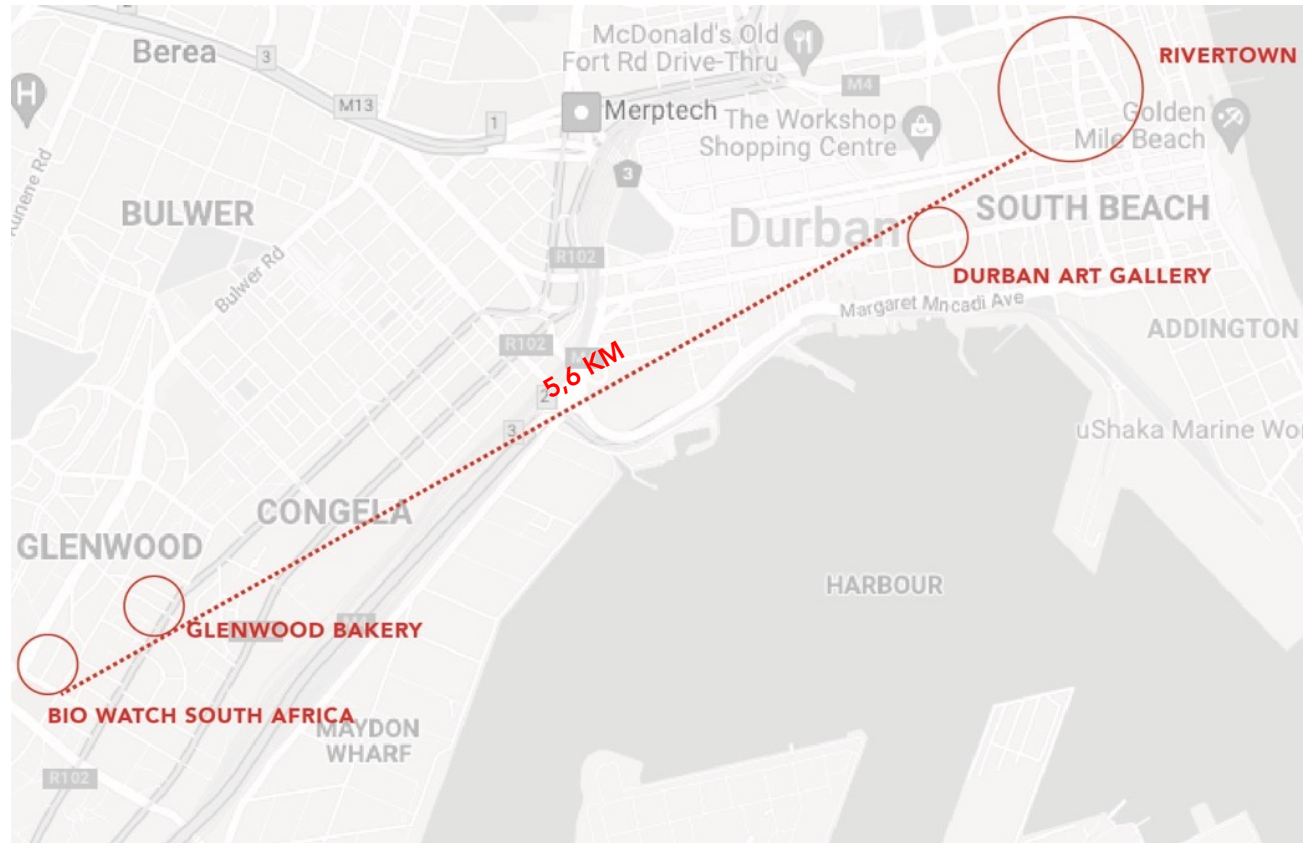 McDonald's Old
Fort Rd Drive-Thru
RIVERTOWN
Berea
3
H
M13
M4
1
Merptech
The Workshop
Shopping Centre
Golden
Mile Beach
3
BULWER
Durban
SOUTH BEACH
R102
Bulwer Rd
DURBAN ART GALLERY
Margaret Mncadi Ave
ADDINGTON
R102
5,6 KM
2
3
uShaka Marine Wor
CONGELA
GLENWOOD
HARBOUR
GLENWOOD BAKERY
BIO WATCH SOUTH AFRICA
MAYDON
WHARF
R102